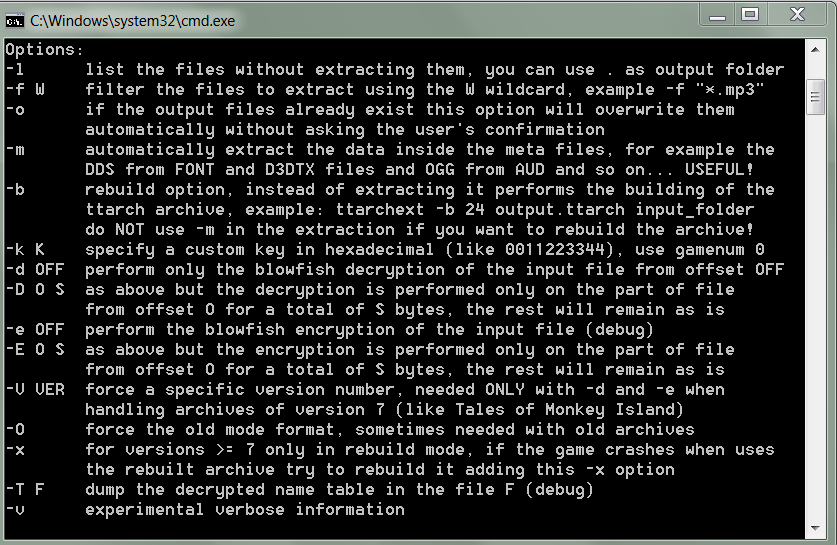 C:\Windows\system32\cmd.exe
Options:
-l      list the files without extracting them, you can use . as output folder
-f W    filter the files to extract using the W wildcard, example -f "*.mp3"
-o      if the output files already exist this option will overwrite them
        automatically without asking the user's confirmation
-m      automatically extract the data inside the meta files, for example the
        DDS from FONT and D3DTX files and OGG from AUD and so on... USEFUL!
-b      rebuild option, instead of extracting it performs the building of the
        ttarch archive, example: ttarchext -b 24 output.ttarch input_folder
        do NOT use -m in the extraction if you want to rebuild the archive!
-k K    specify a custom key in hexadecimal (like 0011223344), use gamenum 0
-d OFF  perform only the blowfish decryption of the input file from offset OFF
-D O S  as above but the decryption is performed only on the part of file
        from offset O for a total of S bytes, the rest will remain as is
-e OFF  perform the blowfish encryption of the input file (debug)
-E O S  as above but the encryption is performed only on the part of file
        from offset O for a total of S bytes, the rest will remain as is
-V VER  force a specific version number, needed ONLY with -d and -e when
        handling archives of version 7 (like Tales of Monkey Island)
-O      force the old mode format, sometimes needed with old archives
-x      for versions >= 7 only in rebuild mode, if the game crashes when uses
        the rebuilt archive try to rebuild it adding this -x option
-T F    dump the decrypted name table in the file F (debug)
-v      experimental verbose information